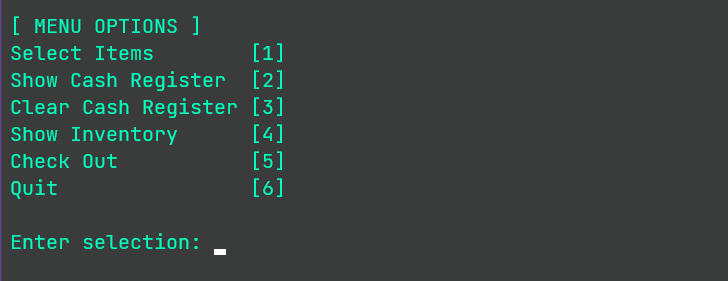 [ MENU OPTIONS ]
Select Items        [1]
Show Cash Register  [2]
Clear Cash Register [3]
Show Inventory      [4]
Check Out           [5]
Quit                [6]
Enter selection: